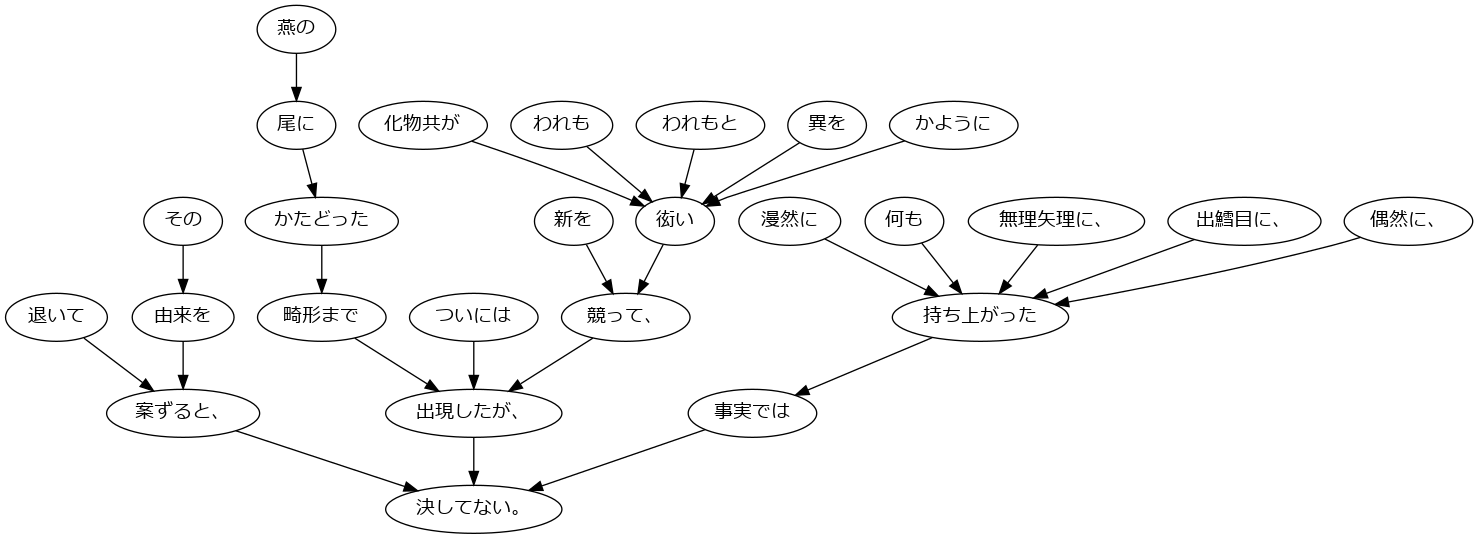 燕の
尾に
化物共が
われも
われもと
異を
かように
その
かたどった
新を
衒い
漫然に
何も
無理矢理に、
出鱈目に、
偶然に、
退いて
由来を
畸形まで
ついには
競って、
持ち上がった
案ずると、
出現したが、
事実では
決してない。